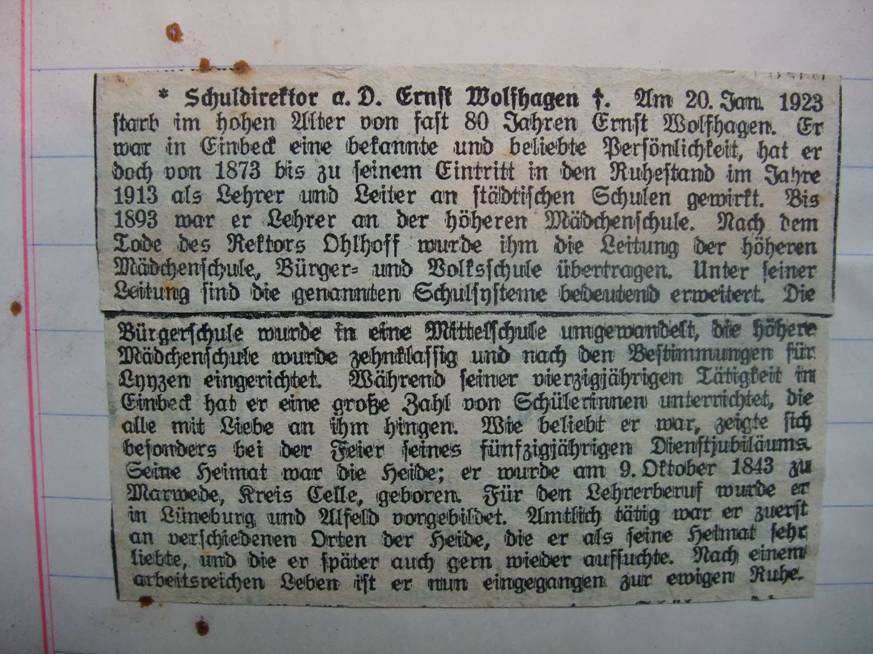 * Schuldirektor a. D. Ernst Wolfhagen †. Am 20. Jan. 1923
starb im hohen Alter von fast 80 Jahren Ernst Wolfhagen. Er
war in Einbeck eine bekannte und beliebte Persönlichkeit, hat er
doch von 1873 bis zu seinem Eintritt in den Ruhestand im Jahre
1913 als Lehrer und Leiter an städtischen Schulen gewirkt. Bis
1893 war er Lehrer an der höheren Mädchenschule. Nach dem
Tode des Rektors Ohlhoff wurde ihm die Leitung der höheren
Mädchenschule, Bürger- und Volksschule übertragen. Unter seiner
Leitung sind die genannten Schulsysteme bedeutend erweitert. Die
Bürgerschule wurde in eine Mittelschule umgewandelt, die höhere
Mädchenschule wurde zehnklassig und nach den Bestimmungen für
Lyzeen eingerichtet. Während seiner vierzigjährigen Tätigkeit in
Einbeck hat er eine große Zahl von Schülerinnen unterrichtet, die
alle mit Liebe an ihm hingen. Wie beliebt er war, zeigte sich
besonders bei der Feier seines fünfzigjährigen Dienstjubiläums.
Seine Heimat war die Heide; er wurde am 9. Oktober 1843 zu
Marwede, Kreis Celle, geboren. Für den Lehrerberuf wurde er
in Lüneburg und Alfeld vorgebildet. Amtlich tätig war er zuerst
an verschiedenen Orten der Heide, die er als seine Heimat sehr
liebte, und die er später auch gern wieder aufsuchte. Nach einem
arbeitsreichen Leben ist er nun eingegangen zur ewigen Ruhe.